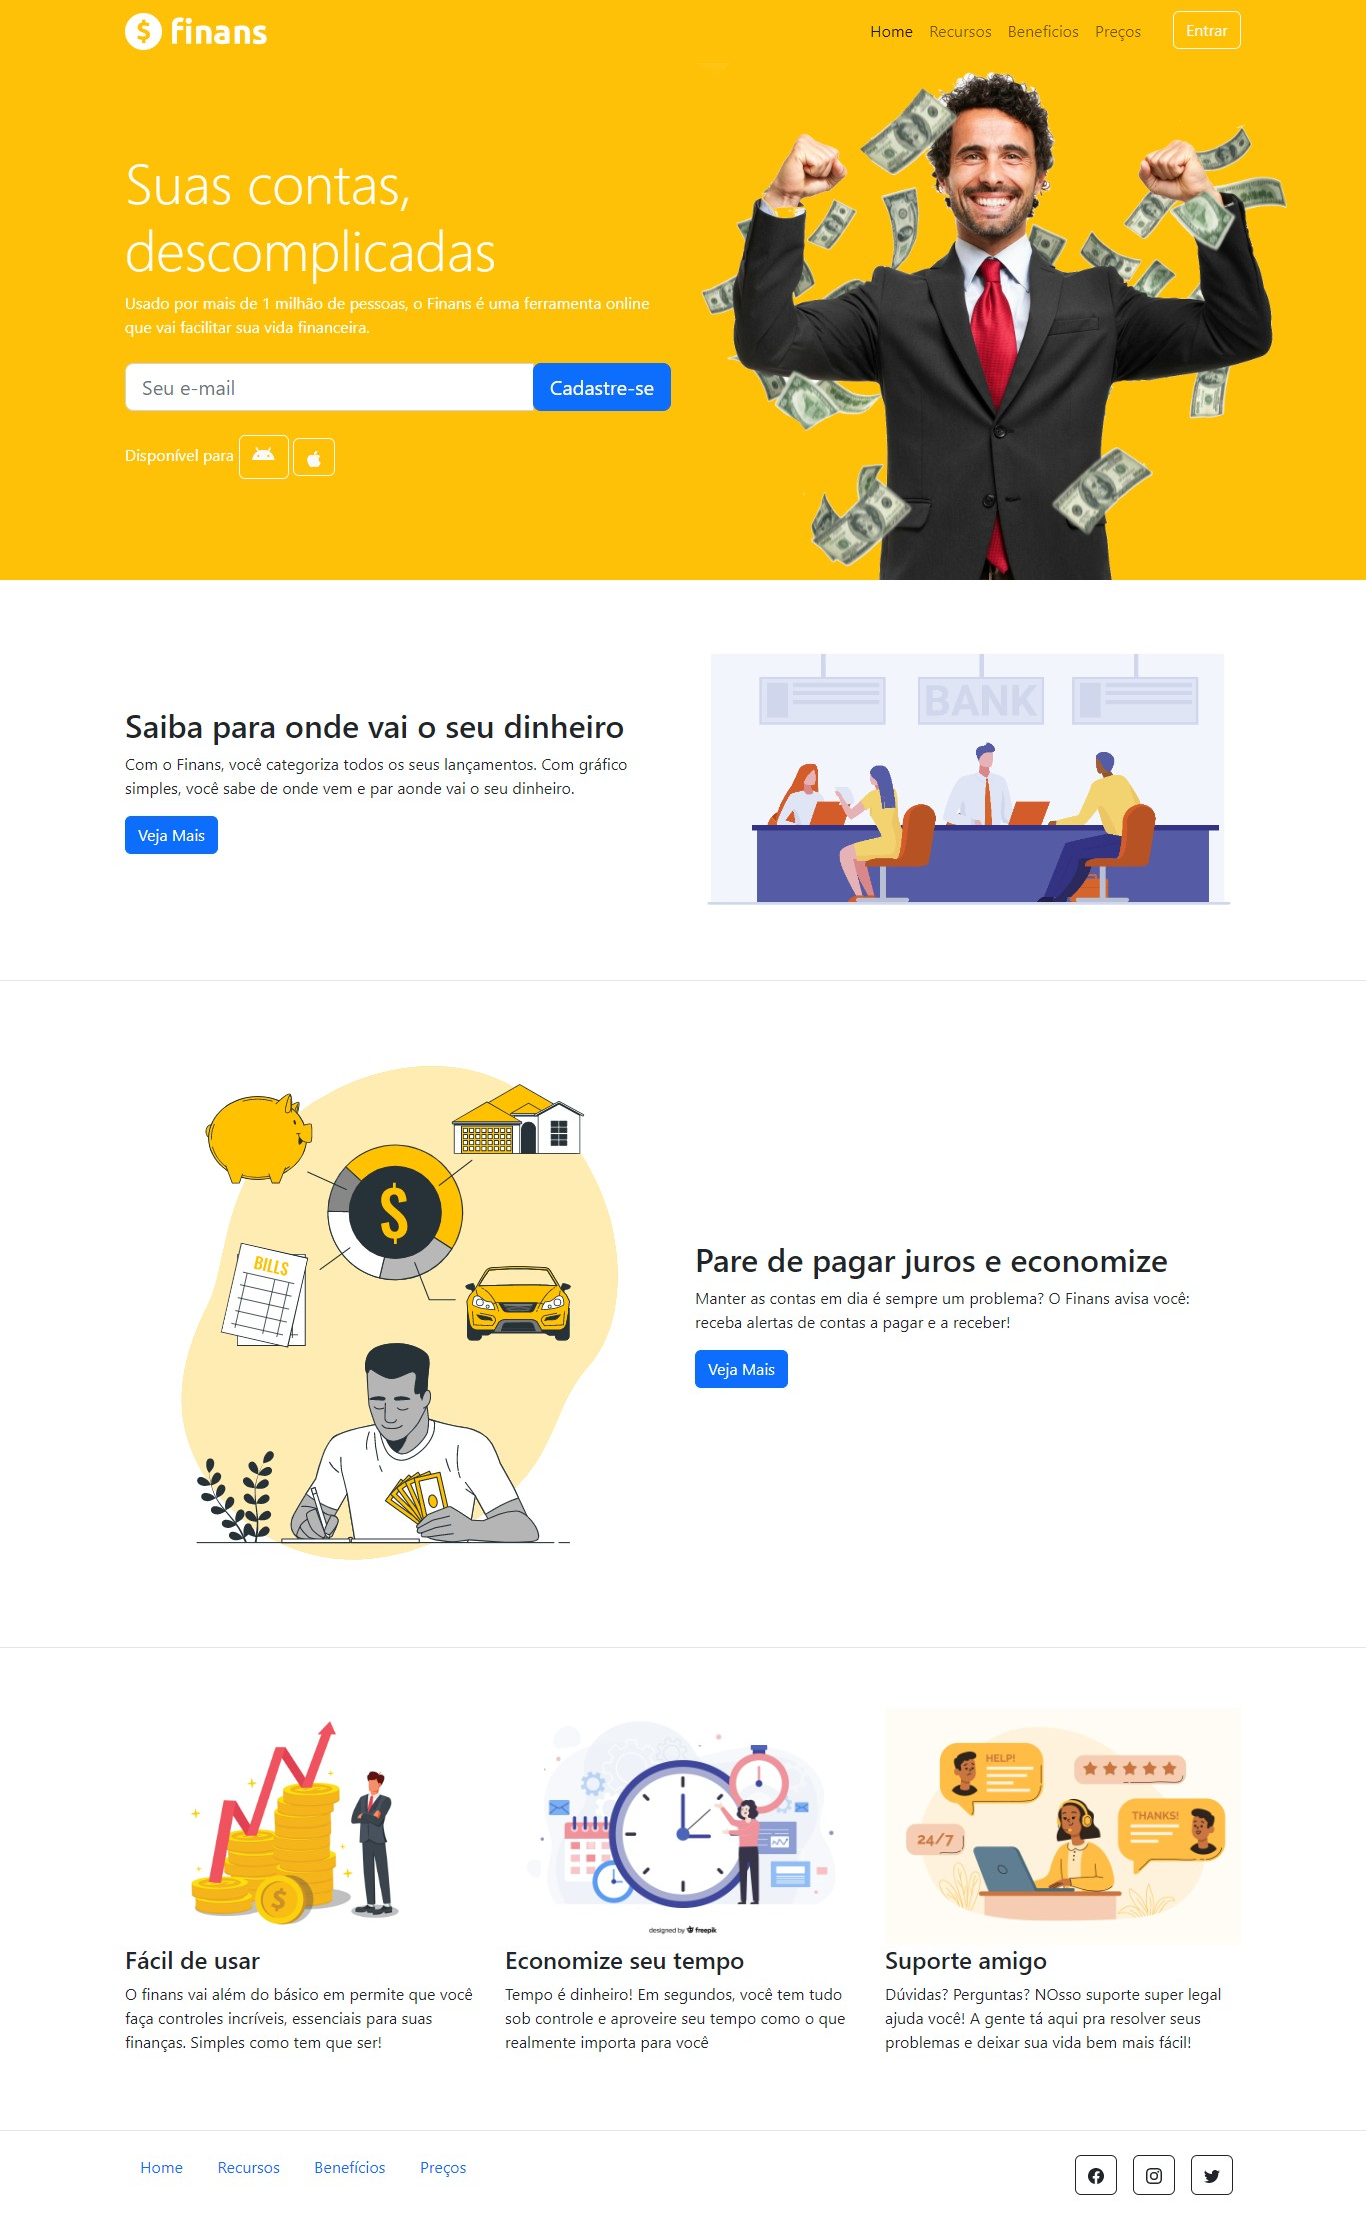 finans
Home Recursos Beneficios Preços Entrar
Suas contas,
descomplicadas
Usado por mais de 1 milhão de pessoas, o Finans é uma ferramenta online
que vai facilitar sua vida financeira.
Seu e-mail Cadastre-se
Disponível para
BANK
Saiba para onde vai o seu dinheiro
Com o Finans, você categoriza todos os seus lançamentos. Com gráfico
simples, você sabe de onde vem e par aonde vai o seu dinheiro.
Veja Mais
$
BILLS
Pare de pagar juros e economize
Manter as contas em dia é sempre um problema? O Finans avisa você:
receba alertas de contas a pagar e a receber!
Veja Mais
$
designed by freepik
HELP!
THANKS!
24/7
Fácil de usar
O finans vai além do básico em permite que você
faça controles incríveis, essenciais para suas
finanças. Simples como tem que ser!
Economize seu tempo
Tempo é dinheiro! Em segundos, você tem tudo
sob controle e aproveire seu tempo como o que
realmente importa para você
Suporte amigo
Dúvidas? Perguntas? NOsso suporte super legal
ajuda você! A gente tá aqui pra resolver seus
problemas e deixar sua vida bem mais fácil!
Home Recursos Benefícios Preços